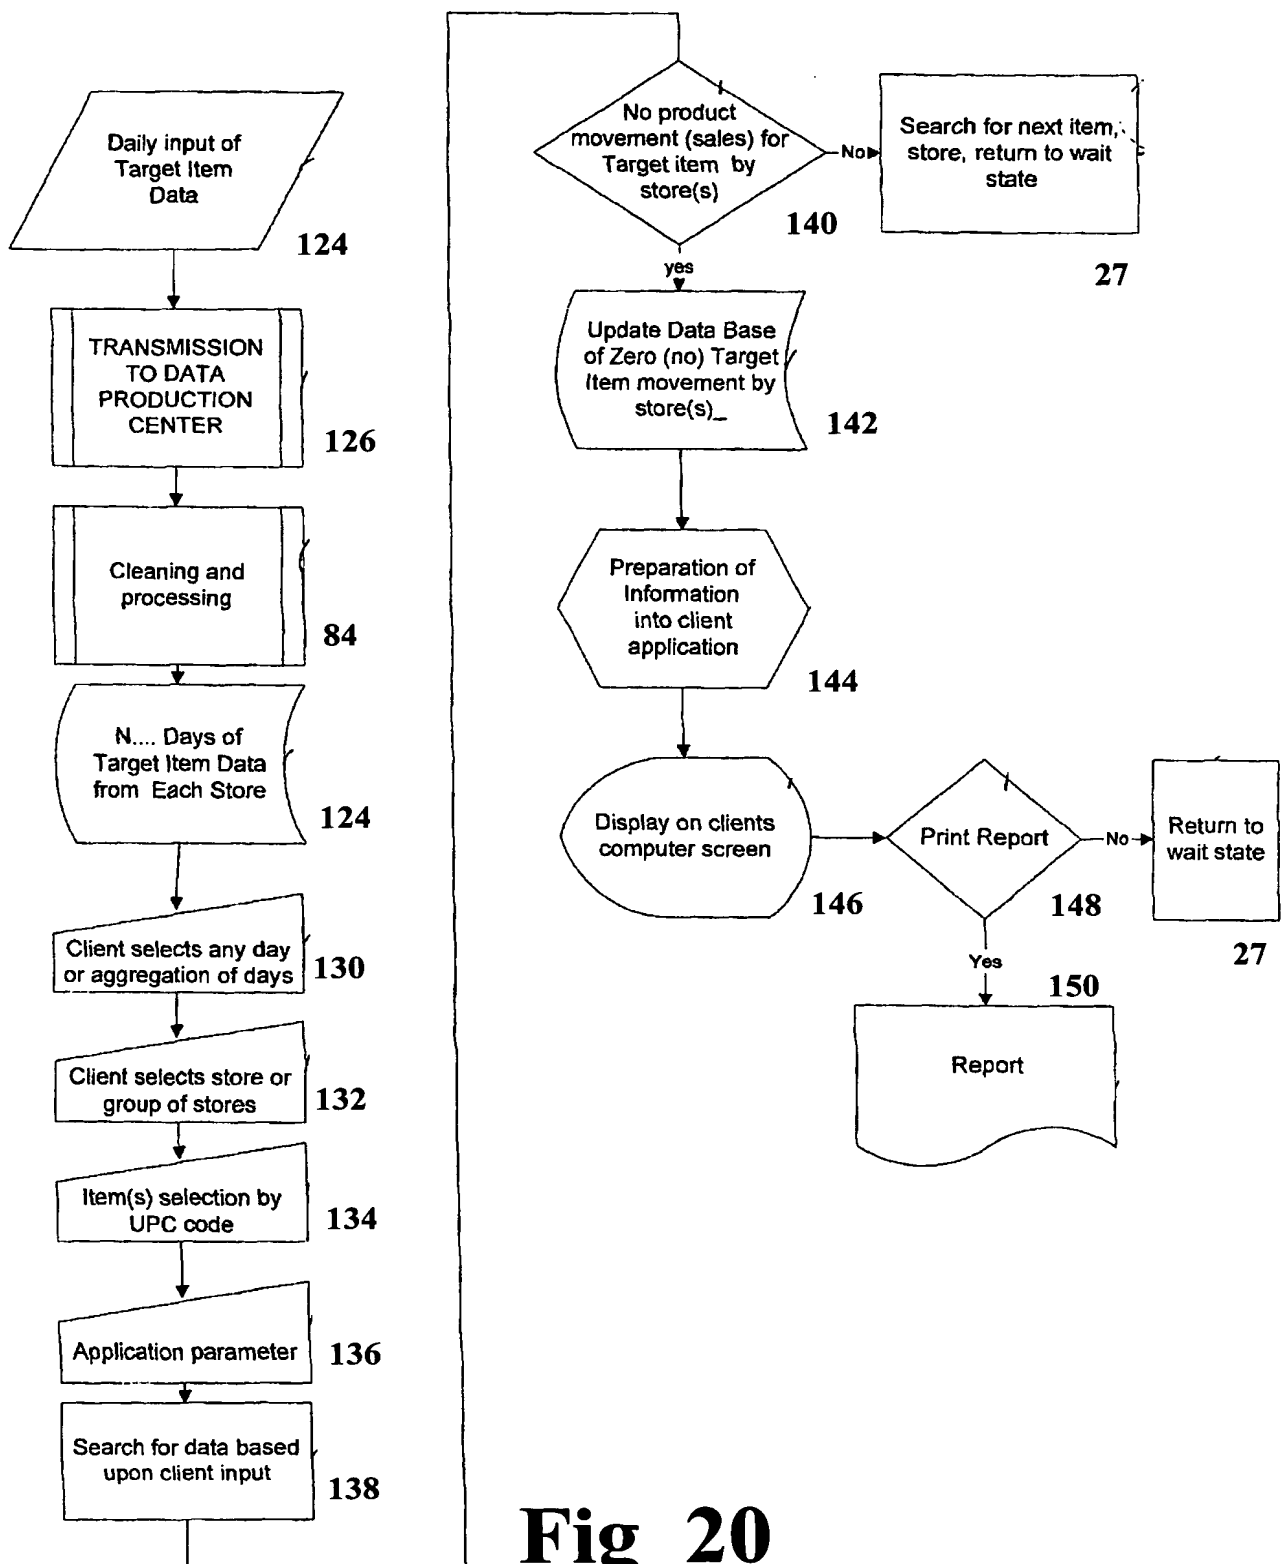 Daily input of
Target Item
Data
124
TRANSMISSION
TO DATA
PRODUCTION
CENTER
126
Cleaning and
processing
84
N.... Days of
Target Item Data
from Each Store
124
Client selects any day
or aggregation of days
130
Client selects store or
group of stores
132
Item(s) selection by
UPC code
134
Application parameter
136
Search for data based
upon client input
138
No product
movement (sales) for
Target item by
store(s)
140
No
Search for next item,
store, return to wait
state
27
yes
Update Data Base
of Zero (no) Target
Item movement by
store(s)_
142
Preparation of
Information
into client
application
144
Display on clients
computer screen
146
Print Report
148
No
Return to
wait state
27
Yes
150
Report
Fig 20